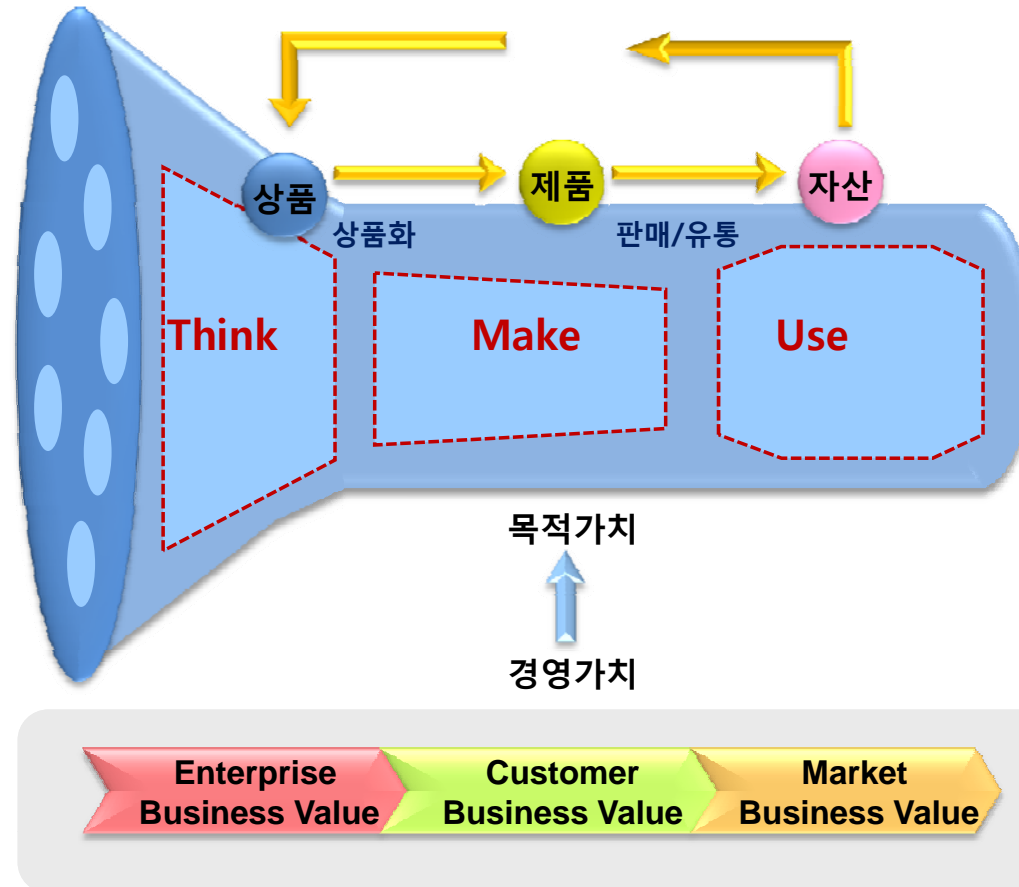 상품
제품
자산
상품화
판매/유통
Think
Make
Use
목적가치
경영가치
Enterprise
Business Value
Customer
Business Value
Market
Business Value